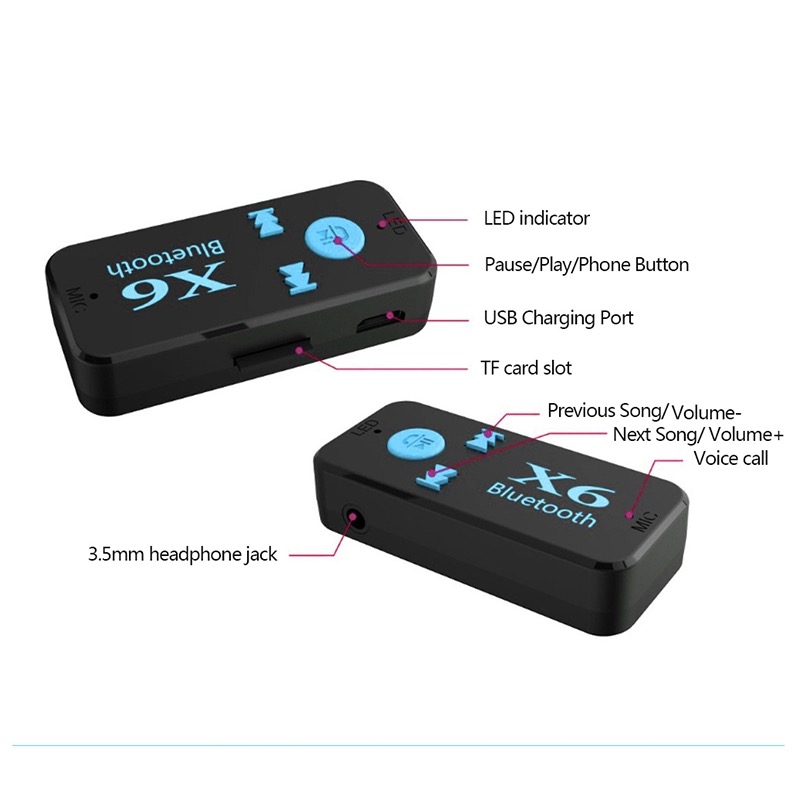 LED indicator
LED
Pause/Play/Phone Button
Bluetooth
X6
MIC
USB Charging Port
TF card slot
Previous Song/Volume-
Next Song/ Volume+
Voice call
LED
X6
Bluetooth
MIC
3.5mm headphone jack